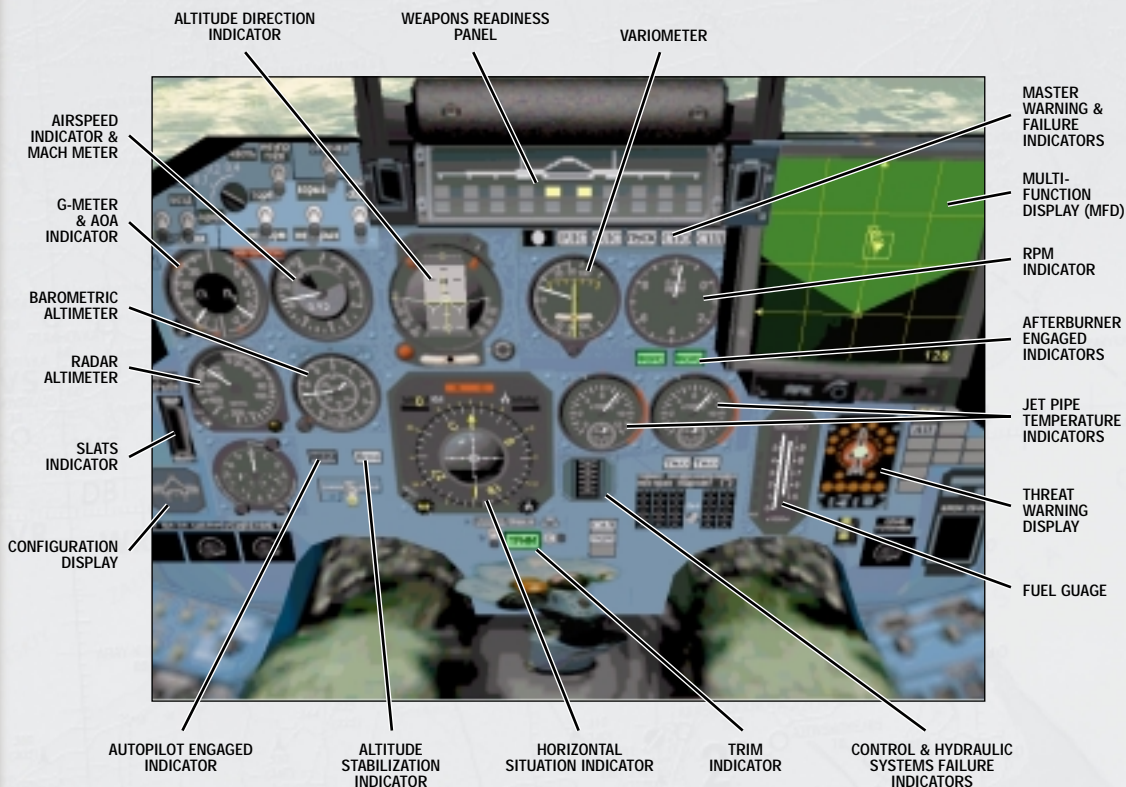 ALTITUDE DIRECTION
INDICATOR
WEAPONS READINESS
PANEL
VARIOMETER
AIRSPEED
INDICATOR &
MACH METER
G-METER
& AOA
INDICATOR
BAROMETRIC
ALTIMETER
RADAR
ALTIMETER
SLATS
INDICATOR
CONFIGURATION
DISPLAY
MASTER
WARNING &
FAILURE
INDICATORS
MULTI-
FUNCTION
DISPLAY (MFD)
RPM
INDICATOR
AFTERBURNER
ENGAGED
INDICATORS
JET PIPE
TEMPERATURE
INDICATORS
THREAT
WARNING
DISPLAY
FUEL GUAGE
128
TRIM
AUTOPILOT ENGAGED
INDICATOR
ALTITUDE
STABILIZATION
INDICATOR
HORIZONTAL
SITUATION INDICATOR
TRIM
INDICATOR
CONTROL & HYDRAULIC
SYSTEMS FAILURE
INDICATORS